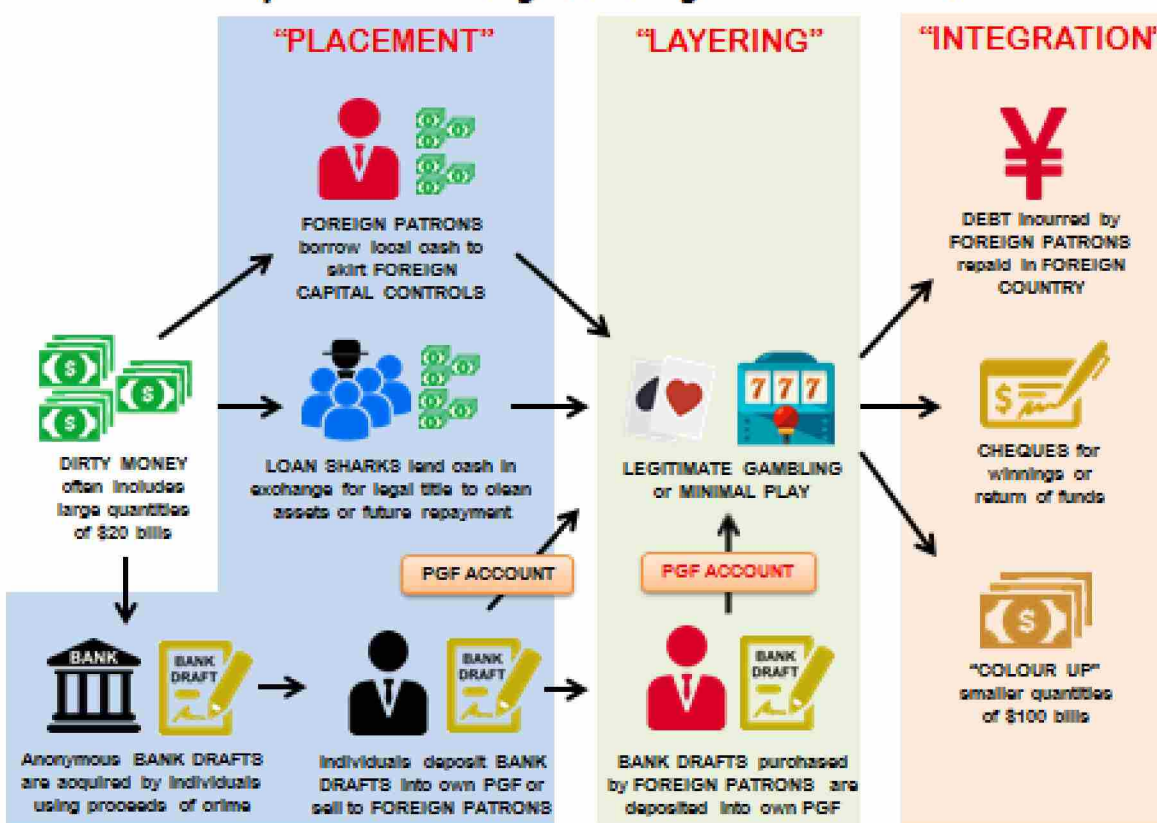 "PLACEMENT"
"LAYERING"
"INTEGRATION"
FOREIGN PATRONS
borrow local cash to
skirt FOREIGN
CAPITAL CONTROLS
DEBT incurred by
FOREIGN PATRONS
repaid in FOREIGN
COUNTRY
DIRTY MONEY
often includes
large quantities
of $20 bills
LOAN SHARKS lend cash in
exchange for legal title to clean
assets or future repayment
777
LEGITIMATE GAMBLING
or MINIMAL PLAY
CHEQUES for
winnings or
return of funds
PGF ACCOUNT
PGF ACCOUNT
"COLOUR UP"
smaller quantities
of $100 bills
BANK
BANK
DRAFT
BANK
DRAFT
BANK
DRAFT
Anonymous BANK DRAFTS
are acquired by individuals
using proceeds of crime
Individuals deposit BANK
DRAFTS into own PGF or
sell to FOREIGN PATRONS
BANK DRAFTS purchased
by FOREIGN PATRONS are
deposited into own PGF